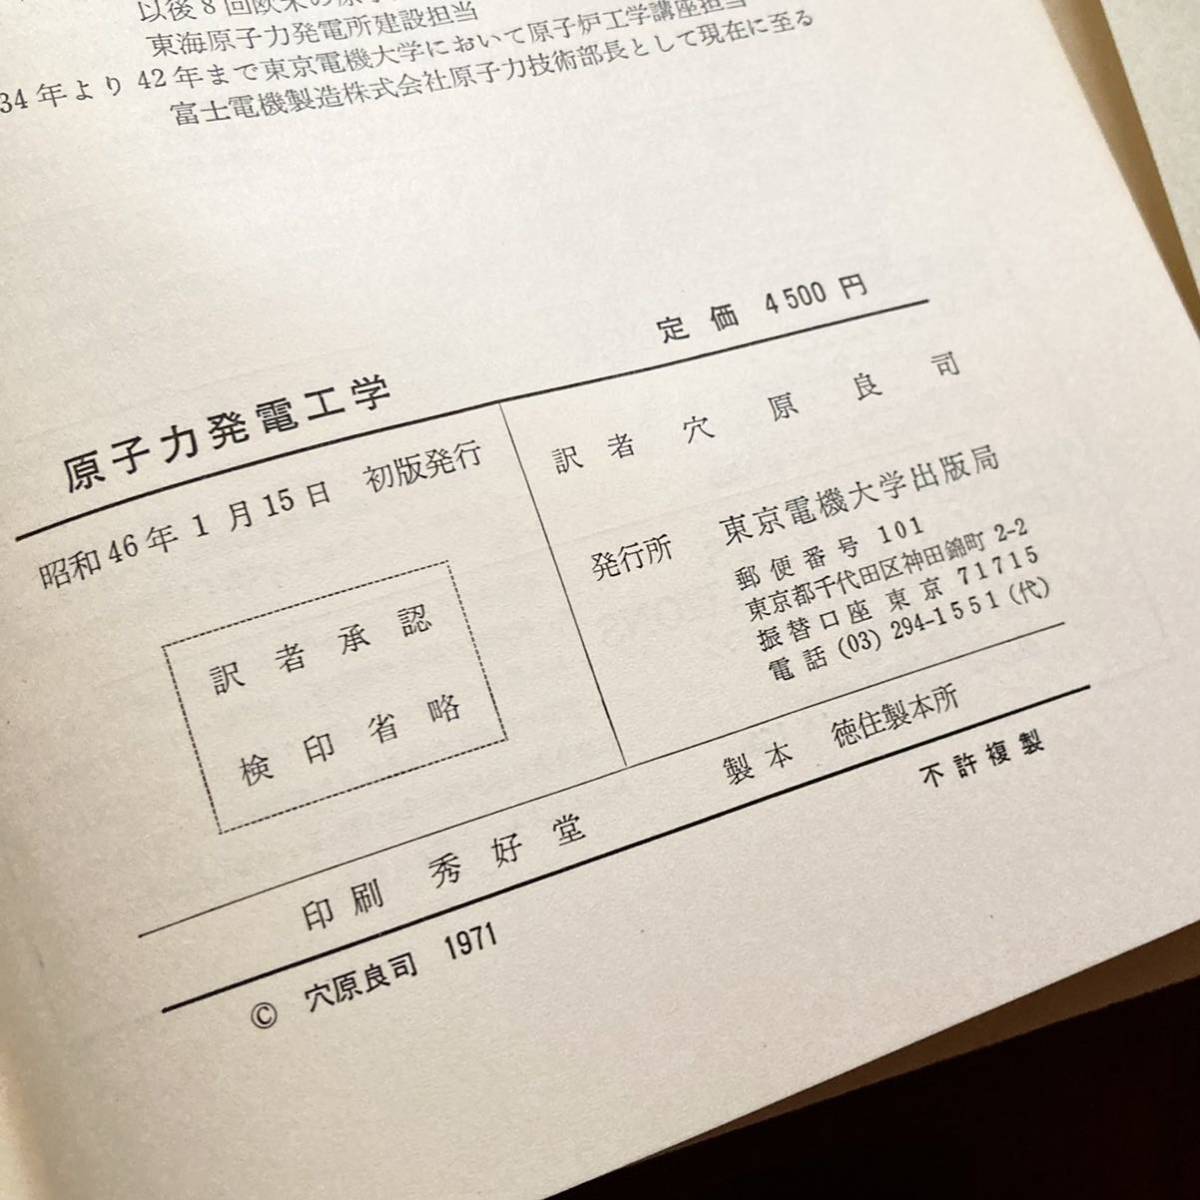 以後8回欧米の原子
東海原子力発電所建設担当
34年より42年まで東京電機大学において原子炉工学講座担当
富士電機製造株式会社原子力技術部長として現在に至る
定価 4500円
原子力発電工学
昭和46年1月15日 初版発行
訳者承認
検印省略
訳者 穴原良司
発行所 東京電機大学出版局
郵便番号 101
東京都千代田区神田錦町 2-2
振替口座 東京 71715
電話 (03) 294-1551 (代)
印刷 秀好堂 製本 徳住製本所
不許複製
© 穴原良司 1971